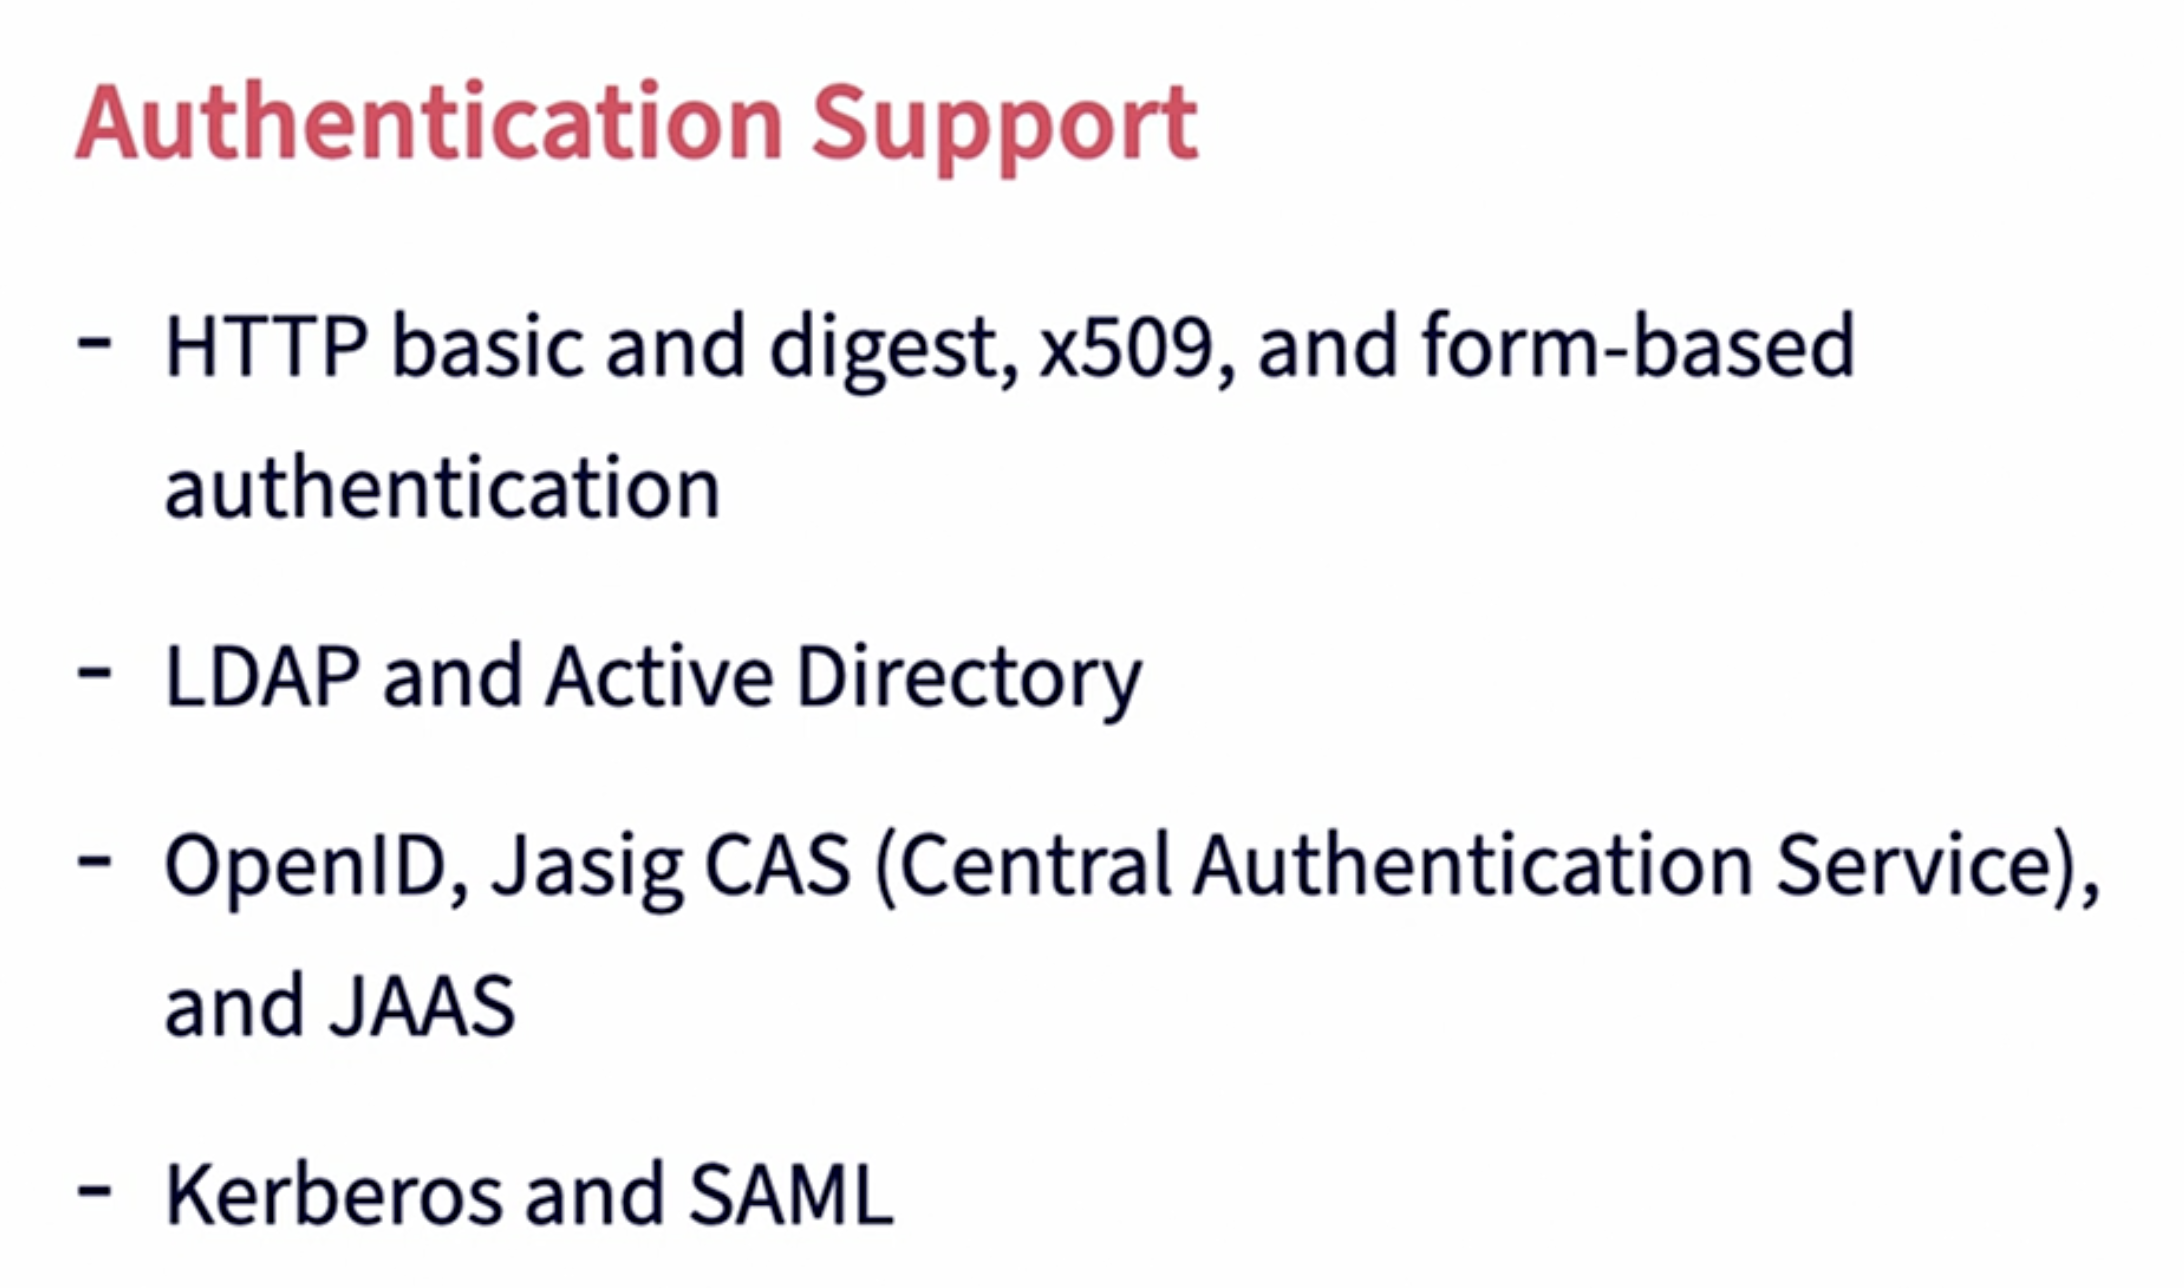 Authentication Support
- HTTP basic and digest, x509, and form-based
authentication
- LDAP and Active Directory
- OpenID, Jasig CAS (Central Authentication Service),
and JAAS
- Kerberos and SAML